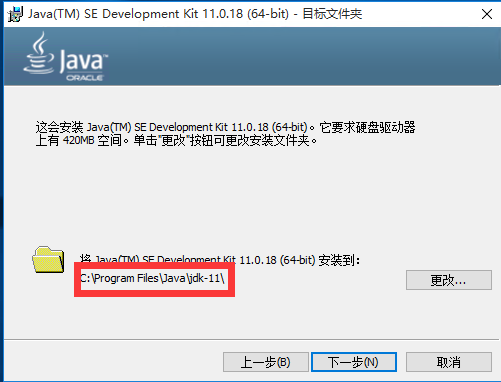 Java(TM) SE Development Kit 11.0.18 (64-bit) - 目标文件夹
Java
ORACLE
这会安装 Java(TM) SE Development Kit 11.0.18 (64-bit)。它要求硬盘驱动器
上有 420MB 空间。单击"更改"按钮可更改安装文件夹。
将 Java(TM) SE Development Kit 11.0.18 (64-bit) 安装到:
C:\Program Files\Java\jdk-11\
更改...
上一步(B)
下一步(N)
取消